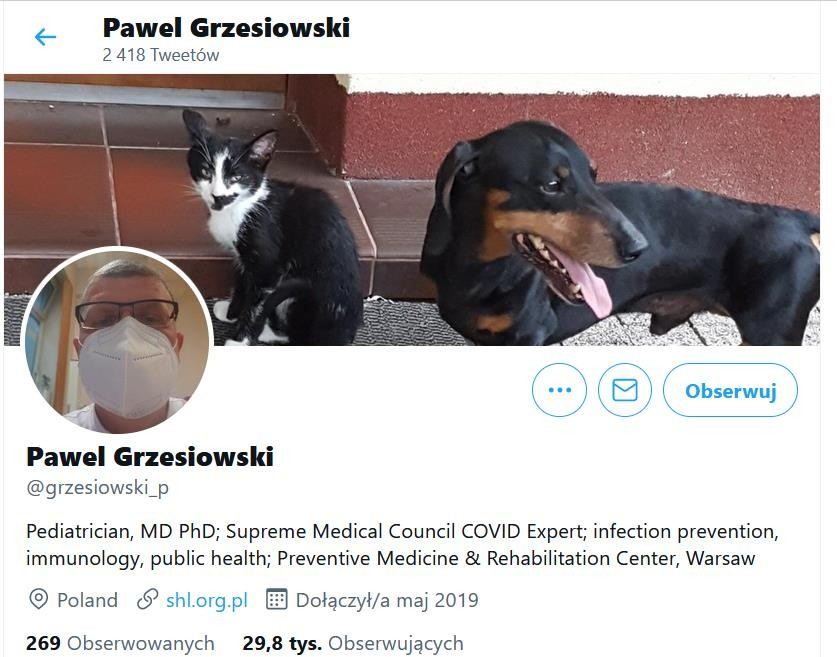 Pawel Grzesiowski
2 418 Tweetów
Obserwuj
Pawel Grzesiowski
@grzesiowski_p
Pediatrician, MD PhD; Supreme Medical Council COVID Expert; infection prevention,
immunology, public health; Preventive Medicine & Rehabilitation Center, Warsaw
Poland shl.org.pl Dołączył/a maj 2019
269 Obserwowanych 29,8 tys. Obserwujących